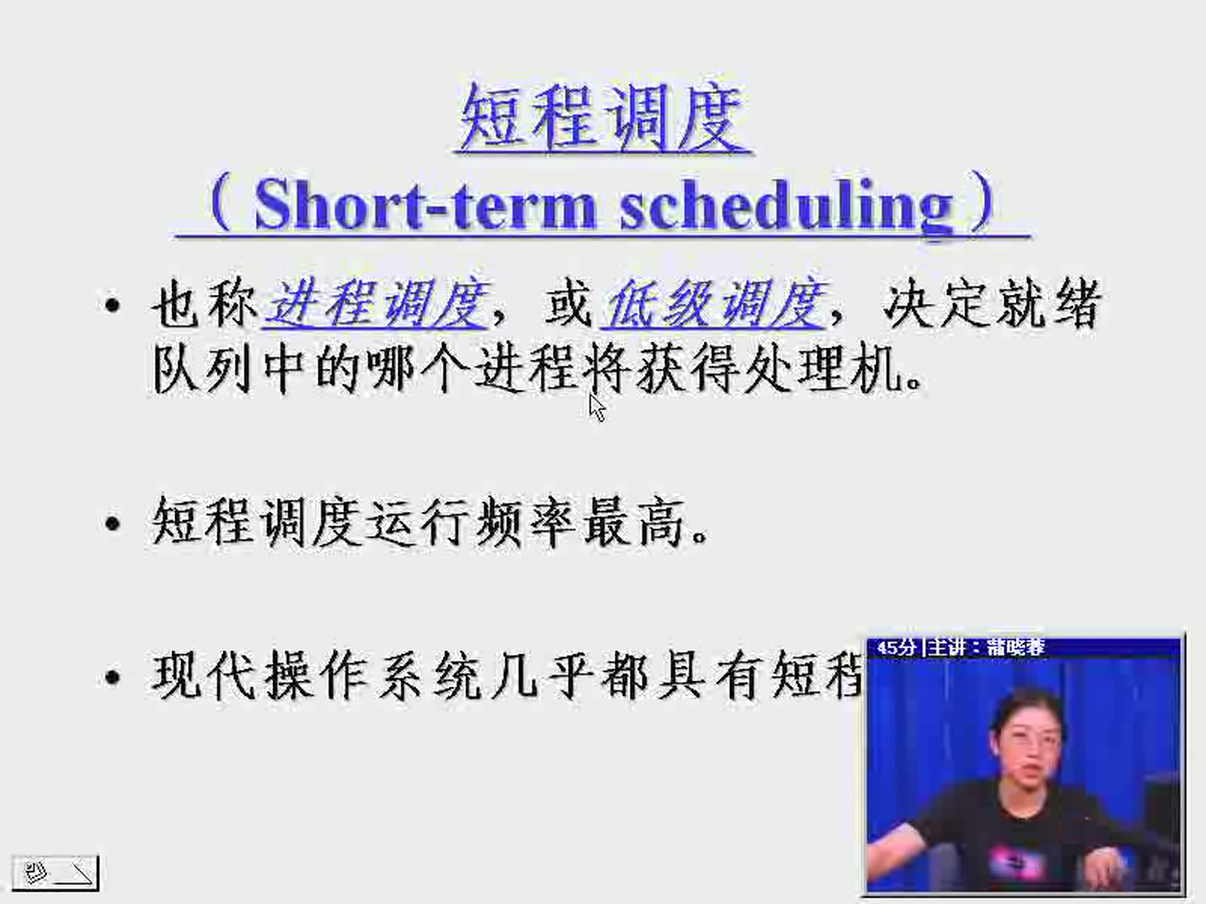 短程调度
（Short-term scheduling）
• 也称进程调度，或低级调度，决定就绪
队列中的哪个进程将获得处理机。
• 短程调度运行频率最高。
• 现代操作系统几乎都具有短程
45分|主讲：蒲晓蓉